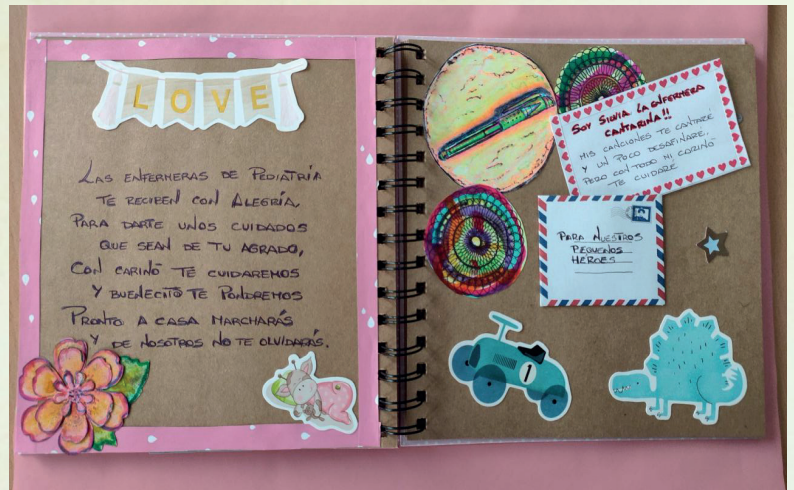 LOVE
LAS ENFERMERAS DE PEDIATRÍA
TE RECIBEN CON ALEGRÍA,
PARA DARTE UNOS CUIDADOS
QUE SEAN DE TU AGRADO,
CON CARIÑO TE CUIDAREMOS
Y BUENECIT@ TE PONDREMOS
PRONTO A CASA MARCHARÁS
Y DE NOSOTROS NO TE OLVIDARÁS.
SOY SILVIA LA ENFERMERA
CANTARINA!!
MIS CANCIONES TE CANTARÉ
Y UN POCO DESAFINARÉ.
PERO CON TODO MI CARIÑO
TE CUIDARÉ
PARA NUESTROS
PEQUEÑOS
HEROES
1